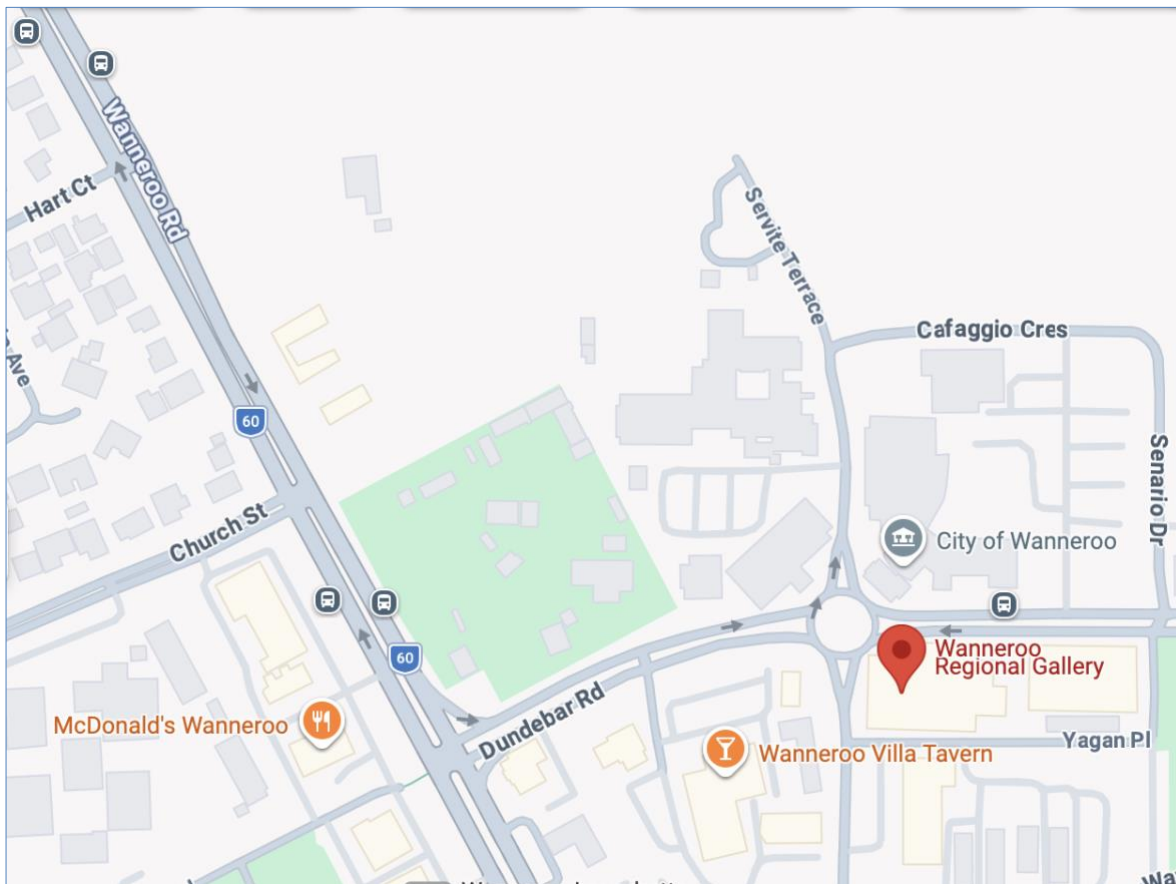 Wanneroo Rd
Hart Ct
Servite Terrace
Cafaggio Cres
Ave
60
Senario Dr
Church St
City of Wanneroo
60
Wanneroo
Regional Gallery
McDonald's Wanneroo
Dundebar Rd
Wanneroo Villa Tavern
Yagan Pl